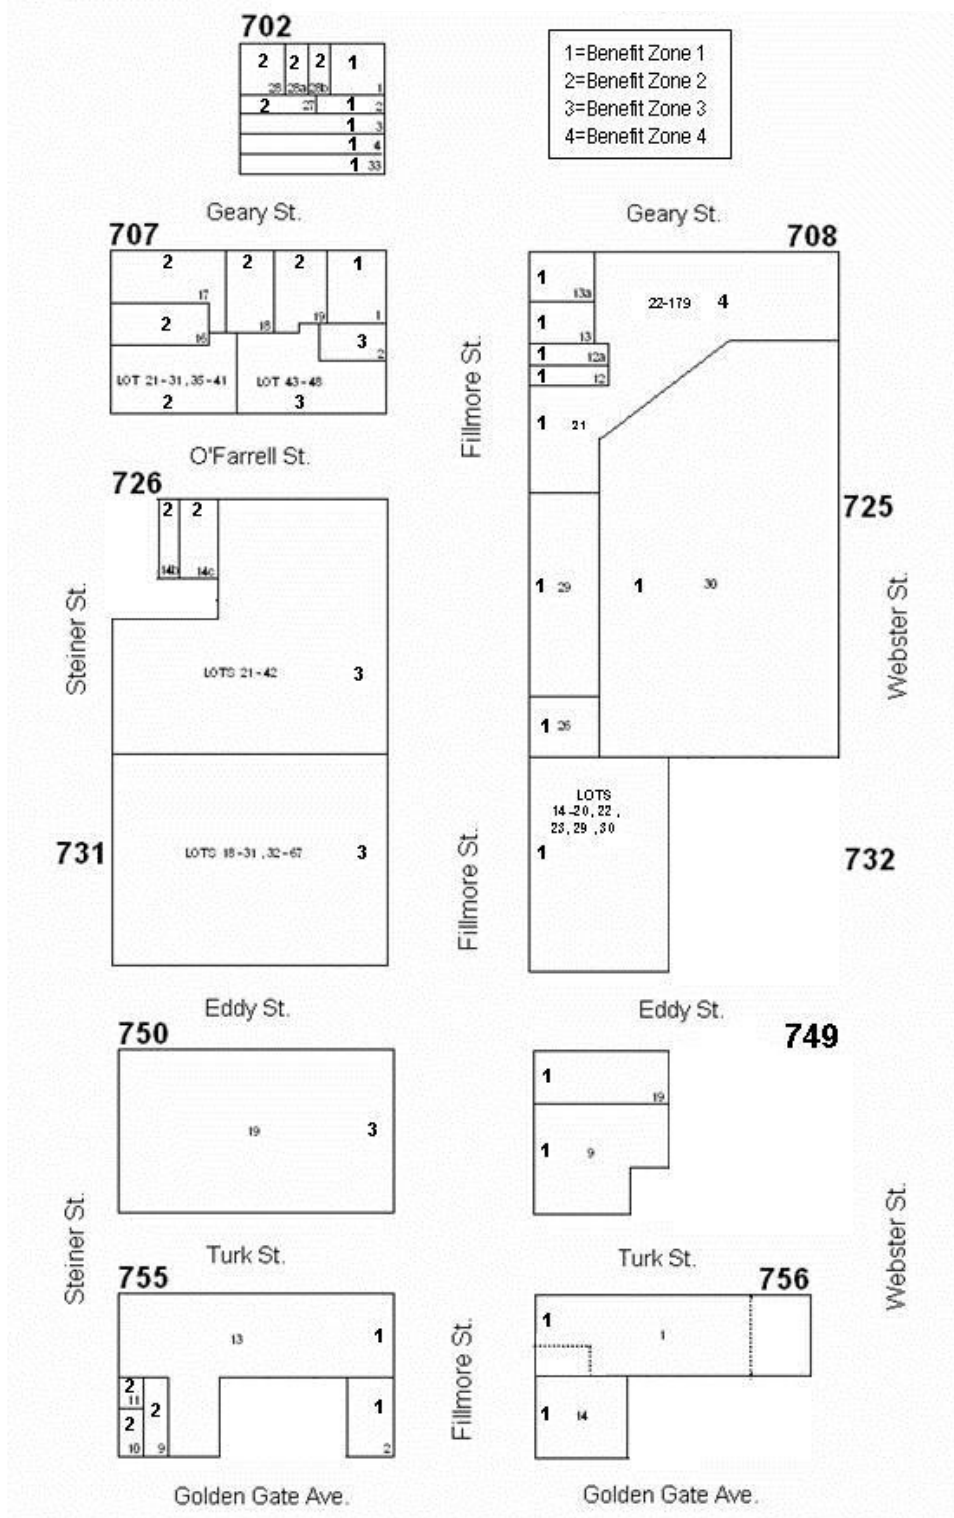 702
1=Benefit Zone 1
2=Benefit Zone 2
3=Benefit Zone 3
4=Benefit Zone 4
2 2 2 1
28 28a 28b 1
2 27 1 2
1 3
1 4
1 33
Geary St.
Geary St.
707
708
2 2 2 1
17 18 19 1
2 16
3 2
LOT 21-31, 35-41
2
LOT 43-48
3
1 13a
1 13
1 12a
1 12
1 21
22-179 4
Fillmore St.
O'Farrell St.
726
725
2 2
14b 14c
Steiner St.
LOTS 21-42 3
1 29
1 30
1 26
Webster St.
731
LOTS 18-31, 32-67 3
Fillmore St.
LOTS
14-20, 22,
23, 29, 30
1
732
Eddy St.
Eddy St.
750
749
19 3
1 19
1 9
Steiner St.
Webster St.
Turk St.
Turk St.
755
756
13 1
2 11
2 10
2 9
1 2
Fillmore St.
1 1
1 14
Golden Gate Ave.
Golden Gate Ave.